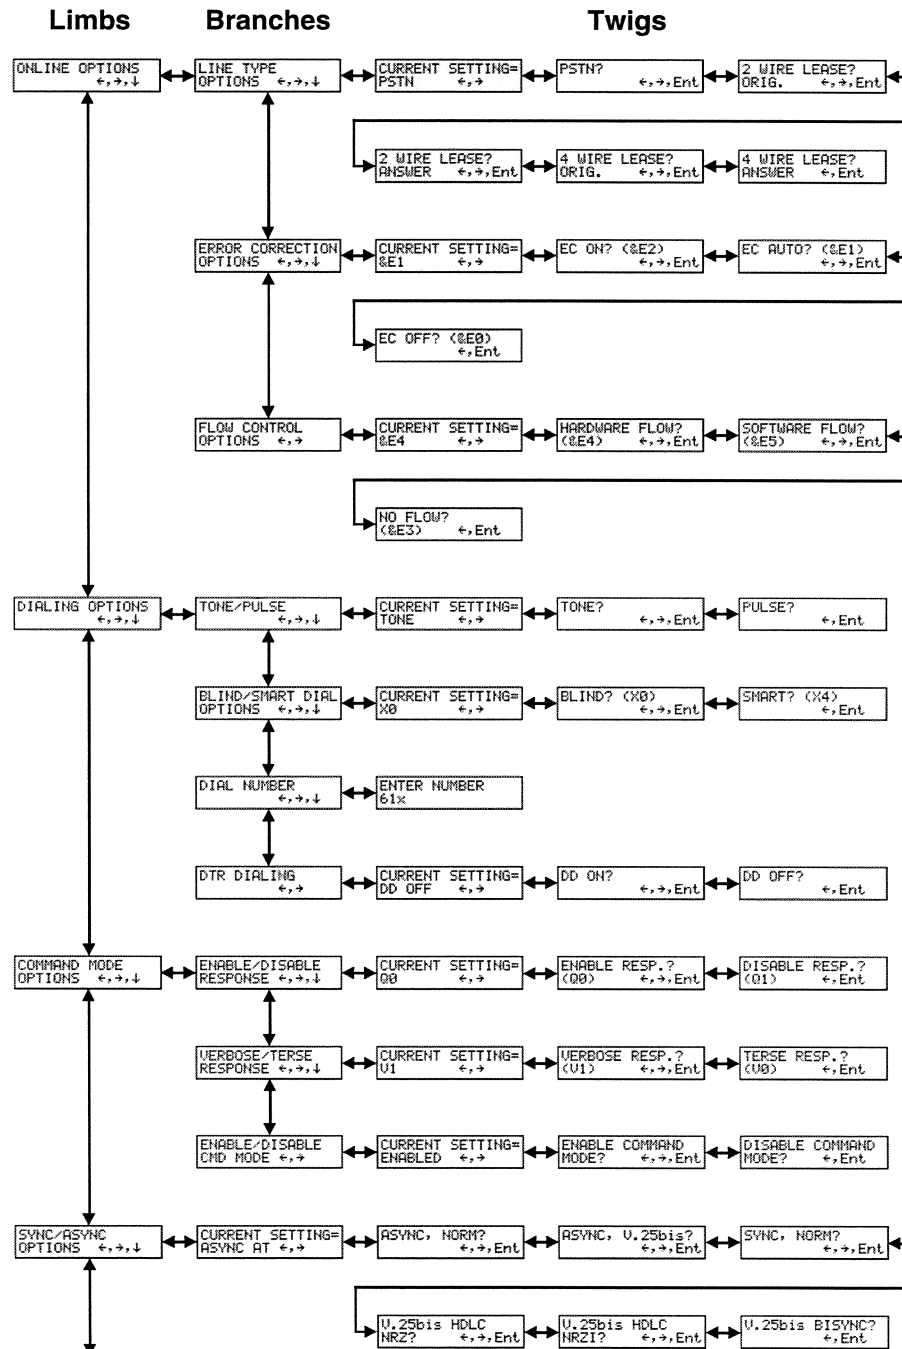 Limbs Branches Twigs
ONLINE OPTIONS
←,→,↓
LINE TYPE
OPTIONS ←,→,↓
CURRENT SETTING=
PSTN ←,→
PSTN?
←,→,Ent
2 WIRE LEASE?
ORIG. ←,→,Ent
2 WIRE LEASE?
ANSWER ←,→,Ent
4 WIRE LEASE?
ORIG. ←,→,Ent
4 WIRE LEASE?
ANSWER ←,Ent
ERROR CORRECTION
OPTIONS ←,→,↓
CURRENT SETTING=
&E1 ←,→
EC ON? (&E2)
←,→,Ent
EC AUTO? (&E1)
←,→,Ent
EC OFF? (&E0)
←,Ent
FLOW CONTROL
OPTIONS ←,→
CURRENT SETTING=
&E4 ←,→
HARDWARE FLOW?
(&E4) ←,→,Ent
SOFTWARE FLOW?
(&E5) ←,→,Ent
NO FLOW?
(&E3) ←,Ent
DIALING OPTIONS
←,→,↓
TONE/PULSE
←,→,↓
CURRENT SETTING=
TONE ←,→
TONE?
←,→,Ent
PULSE?
←,Ent
BLIND/SMART DIAL
OPTIONS ←,→,↓
CURRENT SETTING=
X0 ←,→
BLIND? (X0)
←,→,Ent
SMART? (X4)
←,Ent
DIAL NUMBER
←,→,↓
ENTER NUMBER
61x
DTR DIALING
←,→
CURRENT SETTING=
DD OFF ←,→
DD ON?
←,→,Ent
DD OFF?
←,Ent
COMMAND MODE
OPTIONS ←,→,↓
ENABLE/DISABLE
RESPONSE ←,→,↓
CURRENT SETTING=
Q0 ←,→
ENABLE RESP.?
(Q0) ←,→,Ent
DISABLE RESP.?
(Q1) ←,Ent
VERBOSE/TERSE
RESPONSE ←,→,↓
CURRENT SETTING=
V1 ←,→
VERBOSE RESP.?
(V1) ←,→,Ent
TERSE RESP.?
(V0) ←,Ent
ENABLE/DISABLE
CMD MODE ←,→
CURRENT SETTING=
ENABLED ←,→
ENABLE COMMAND
MODE? ←,→,Ent
DISABLE COMMAND
MODE? ←,Ent
SYNC/ASYNC
OPTIONS ←,→,↓
CURRENT SETTING=
ASYNC AT ←,→
ASYNC, NORM?
←,→,Ent
ASYNC, V.25bis?
←,→,Ent
SYNC, NORM?
←,→,Ent
V.25bis HDLC
NRZ? ←,→,Ent
V.25bis HDLC
NRZI? ←,→,Ent
V.25bis BISYNC?
←,Ent